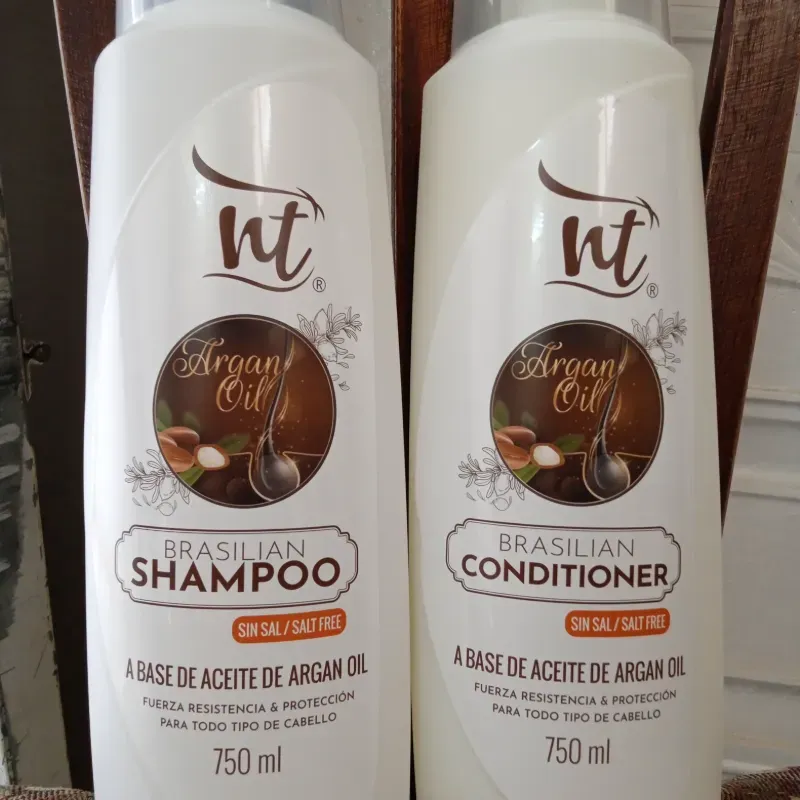 nt
®
Argan
Oil
BRASILIAN
SHAMPOO
SIN SAL / SALT FREE
A BASE DE ACEITE DE ARGAN OIL
FUERZA RESISTENCIA & PROTECCIÓN
PARA TODO TIPO DE CABELLO
750 ml
nt
®
Argan
Oil
BRASILIAN
CONDITIONER
SIN SAL / SALT FREE
A BASE DE ACEITE DE ARGAN OIL
FUERZA RESISTENCIA & PROTECCIÓN
PARA TODO TIPO DE CABELLO
750 ml